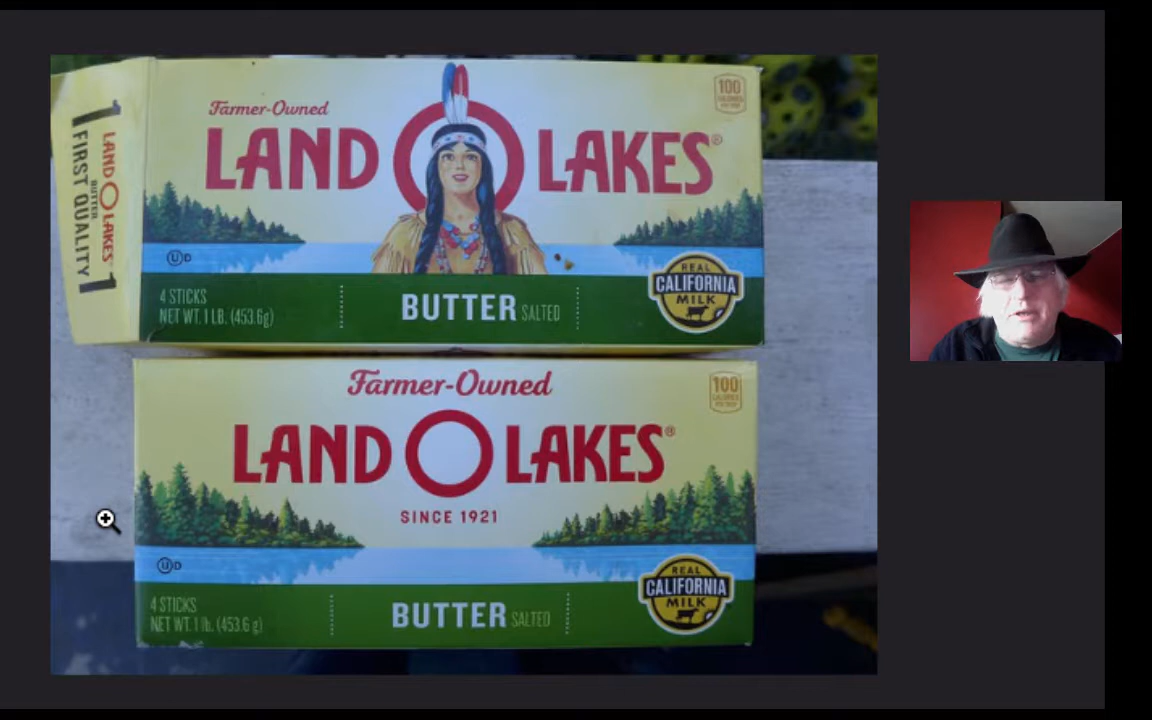 Farmer-Owned
LAND O LAKES®
100
U D
REAL
CALIFORNIA
MILK
4 STICKS
NET WT. 1 LB. (453.6g)
BUTTER SALTED
1 FIRST QUALITY 1
LAND O LAKES
BUTTER
Farmer-Owned
100
CALORIES
LAND O LAKES®
SINCE 1921
U D
REAL
CALIFORNIA
MILK
4 STICKS
NET WT. 1 lb. (453.6 g)
BUTTER SALTED